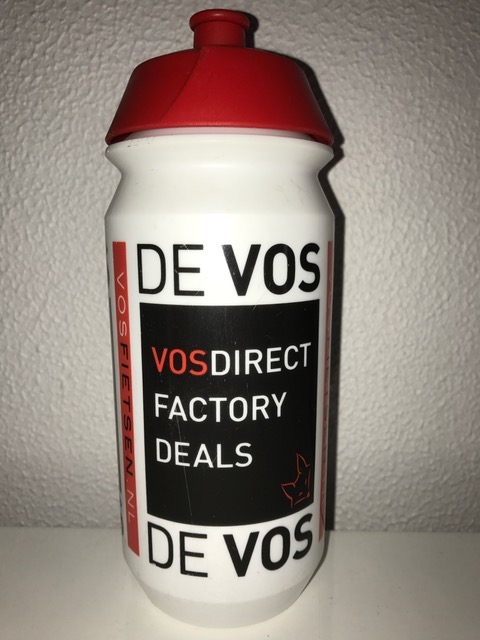 DE VOS
VOSFIETSEN.NL
VOSDIRECT
FACTORY
DEALS
DE VOS